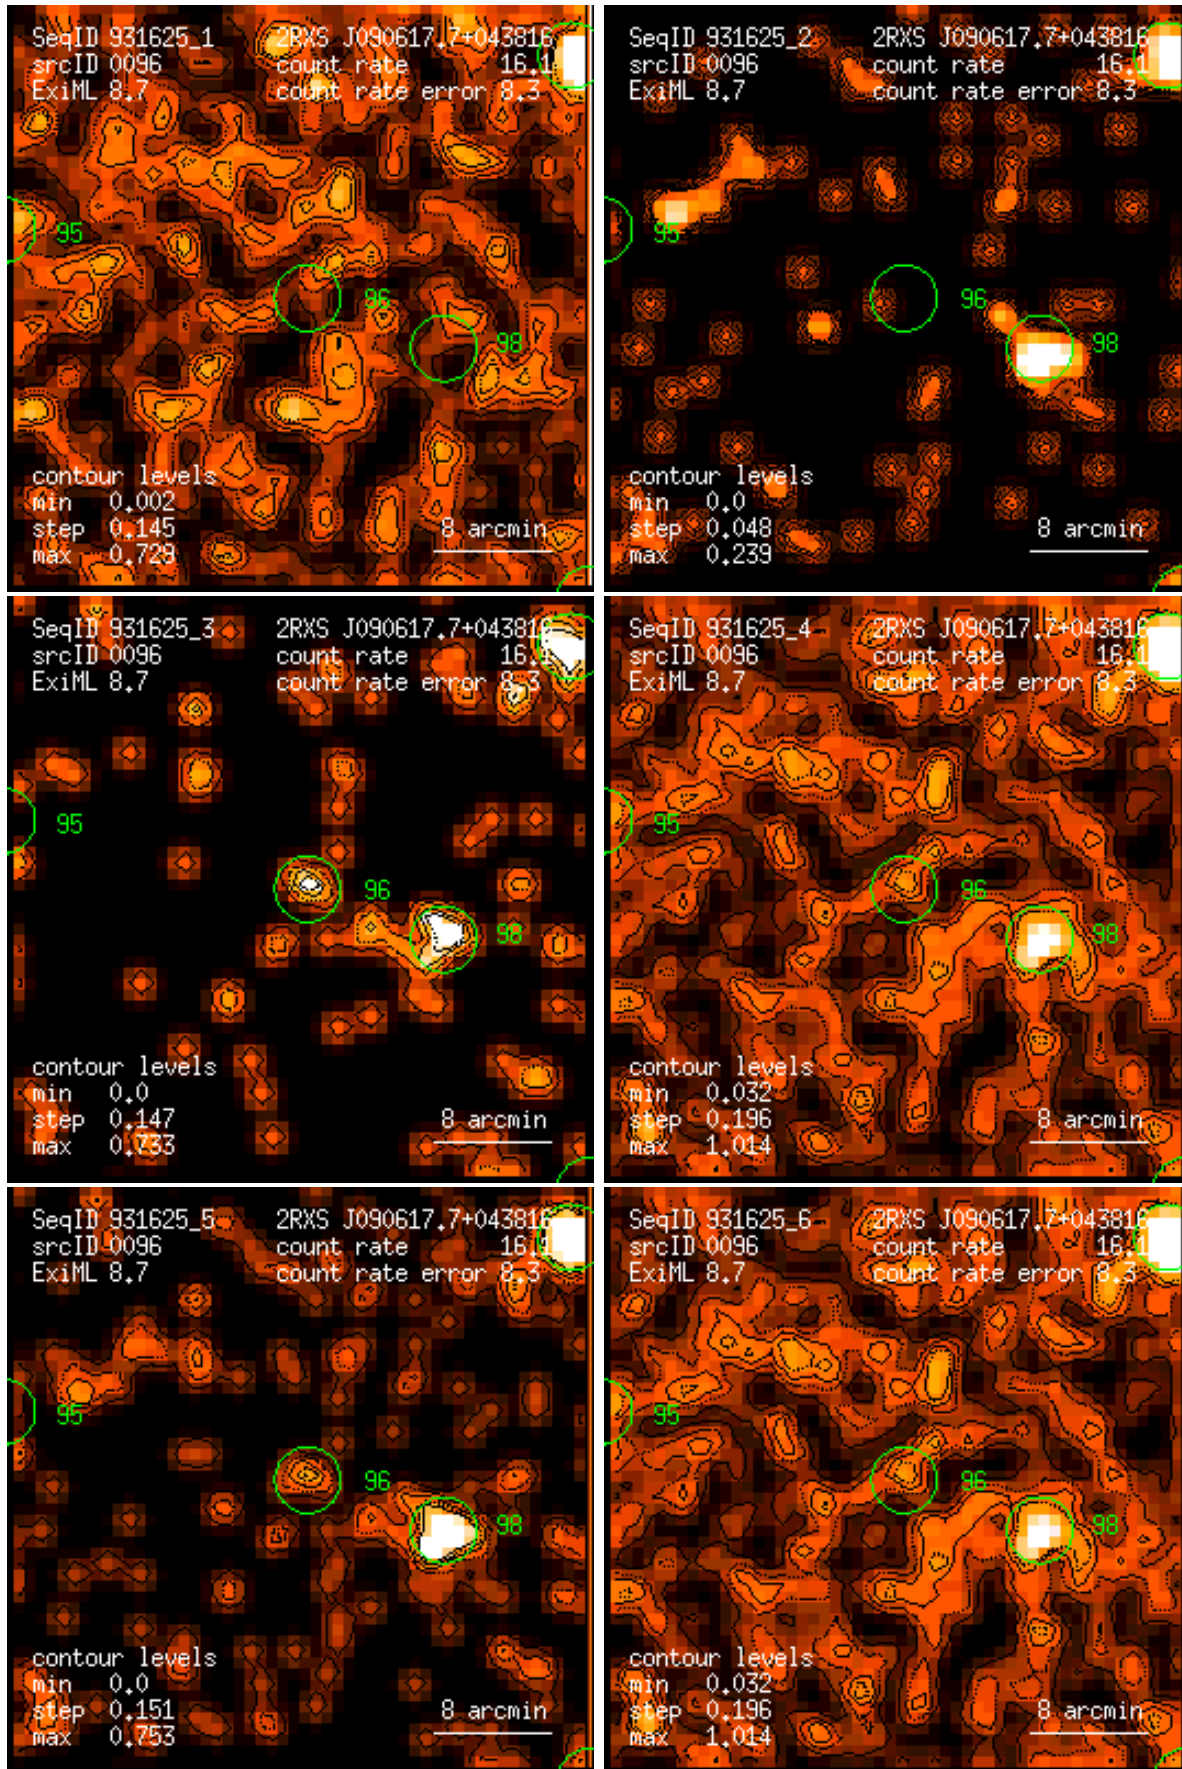 SeqID 931625_1 2RXS J090617.7+043816
srcID 0096 count rate 16.1
ExiML 8.7 count rate error 8.3
95
96
98
contour levels
min 0.002
step 0.145 8 arcmin
max 0.729
SeqID 931625_2 2RXS J090617.7+043816
srcID 0096 count rate 16.1
ExiML 8.7 count rate error 8.3
95
96
98
contour levels
min 0.0
step 0.048 8 arcmin
max 0.239
SeqID 931625_3 2RXS J090617.7+043816
srcID 0096 count rate 16.1
ExiML 8.7 count rate error 8.3
95
96
98
contour levels
min 0.0
step 0.147 8 arcmin
max 0.733
SeqID 931625_4 2RXS J090617.7+043816
srcID 0096 count rate 16.1
ExiML 8.7 count rate error 8.3
95
96
98
contour levels
min 0.032
step 0.196 8 arcmin
max 1.014
SeqID 931625_5 2RXS J090617.7+043816
srcID 0096 count rate 16.1
ExiML 8.7 count rate error 8.3
95
96
98
contour levels
min 0.0
step 0.151 8 arcmin
max 0.753
SeqID 931625_6 2RXS J090617.7+043816
srcID 0096 count rate 16.1
ExiML 8.7 count rate error 8.3
95
96
98
contour levels
min 0.032
step 0.196 8 arcmin
max 1.014